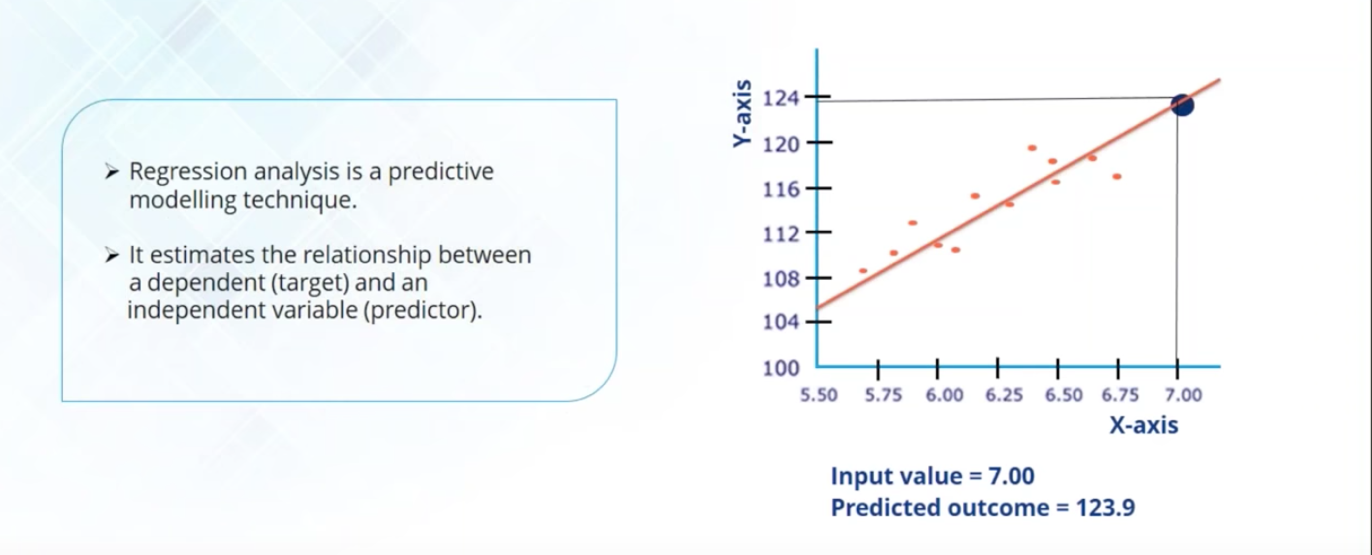 ➢ Regression analysis is a predictive
modelling technique.
➢ It estimates the relationship between
a dependent (target) and an
independent variable (predictor).
Y-axis
124
120
116
112
108
104
100
5.50 5.75 6.00 6.25 6.50 6.75 7.00
X-axis
Input value = 7.00
Predicted outcome = 123.9